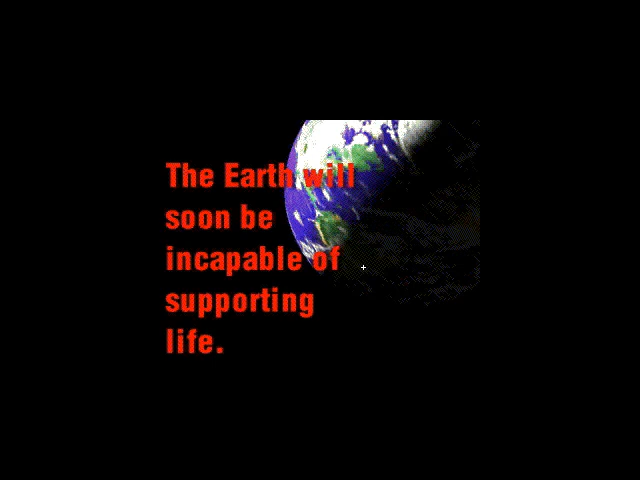 The Earth will
soon be
incapable of
supporting
life.